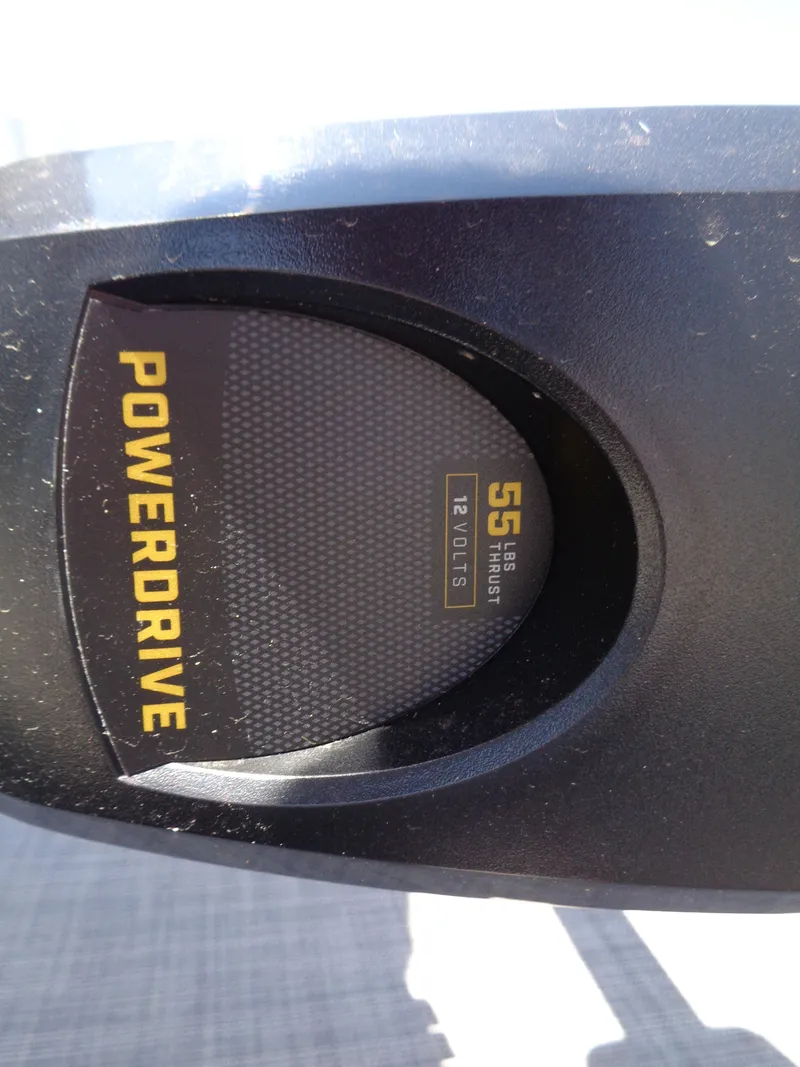 55 LBS
THRUST
12 VOLTS
POWERDRIVE